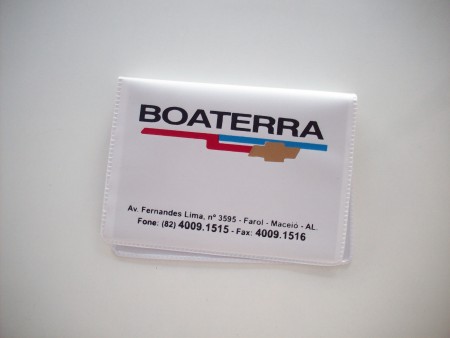 BOATERRA
Av. Fernandes Lima, nº 3595 - Farol - Maceió - AL.
Fone: (82) 4009.1515 - Fax: 4009.1516